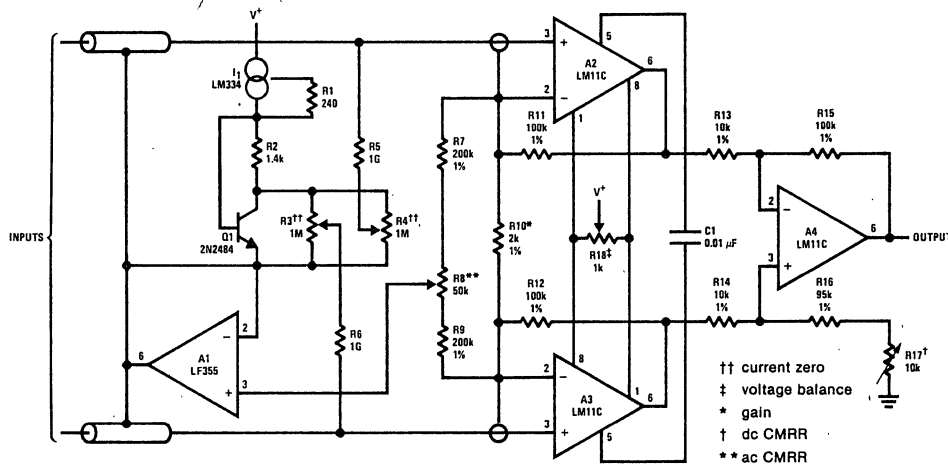 V+
I1
LM334
R1
240
R2
1.4k
Q1
2N2484
R3††
1M
R4††
1M
R5
1G
R6
1G
INPUTS
A1
LF355
2
3
6
R7
200k
1%
R8**
50k
R9
200k
1%
R10*
2k
1%
R11
100k
1%
R12
100k
1%
A2
LM11C
3
2
5
6
8
1
V+
R18‡
1k
A3
LM11C
8
2
3
1
6
5
C1
0.01 μF
R13
10k
1%
R14
10k
1%
R15
100k
1%
R16
95k
1%
A4
LM11C
2
3
6
OUTPUT
R17†
10k
†† current zero
‡ voltage balance
* gain
† dc CMRR
** ac CMRR